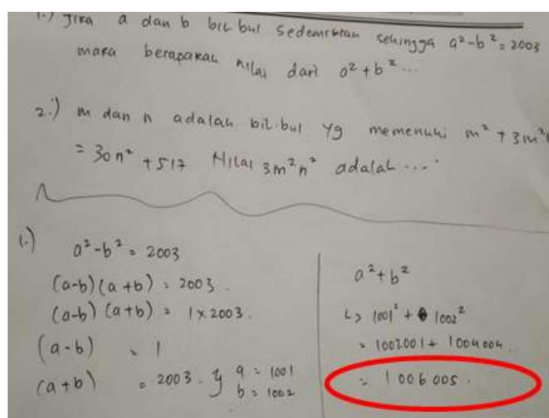 1.) Jika a dan b bil bul sedemikian sehingga a² - b² = 2003
maka berapakah nilai dari a² + b² ...
2.) m dan n adalah bil. bul yg memenuhi m² + 3m²
= 30n² + 517 Nilai 3m²n² adalah ....
1.)
a² - b² = 2003
(a-b)(a+b) = 2003.
(a-b)(a+b) = 1 x 2003.
(a-b) = 1
(a+b) = 2003. } a = 1001
b = 1002
a² + b²
↳ 1001² + 1002²
= 1002001 + 1004004.
= 1006005.